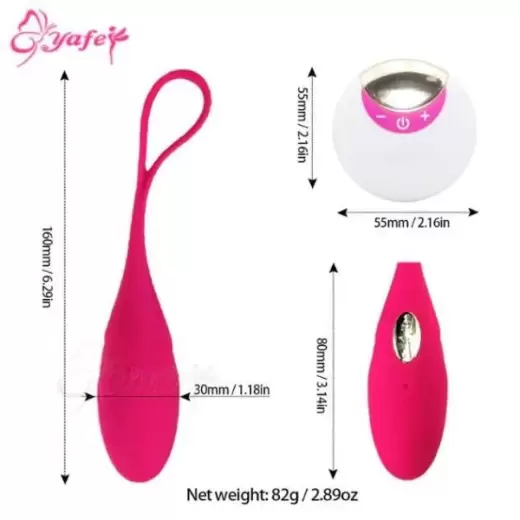 yafei
55mm / 2.16in
55mm / 2.16in
160mm / 6.29in
80mm / 3.14in
30mm / 1.18in
Net weight: 82g / 2.89oz